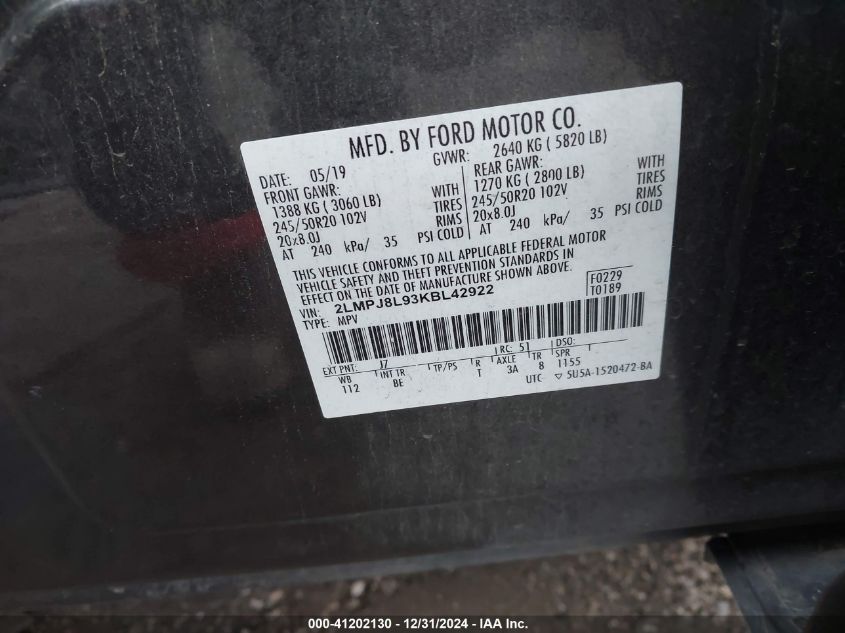 MFD. BY FORD MOTOR CO.
DATE: 05/19 GVWR: 2640 KG ( 5820 LB)
FRONT GAWR: REAR GAWR:
1388 KG ( 3060 LB) WITH 1270 KG ( 2800 LB) WITH
245/50R20 102V TIRES 245/50R20 102V TIRES
20x8.0J RIMS 20x8.0J RIMS
AT 240 kPa/ 35 PSI COLD AT 240 kPa/ 35 PSI COLD
THIS VEHICLE CONFORMS TO ALL APPLICABLE FEDERAL MOTOR
VEHICLE SAFETY AND THEFT PREVENTION STANDARDS IN
EFFECT ON THE DATE OF MANUFACTURE SHOWN ABOVE.
VIN: 2LMPJ8L93KBL42922 F0229
TYPE: MPV T0189
EXT PNT: J7 RC: 51 DSO:
WB INT TR TP/PS R AXLE TR SPR
112 BE T 3A 8 1155
UTC ▽ 5U5A-1520472-BA
000-41202130 - 12/31/2024 - IAA Inc.